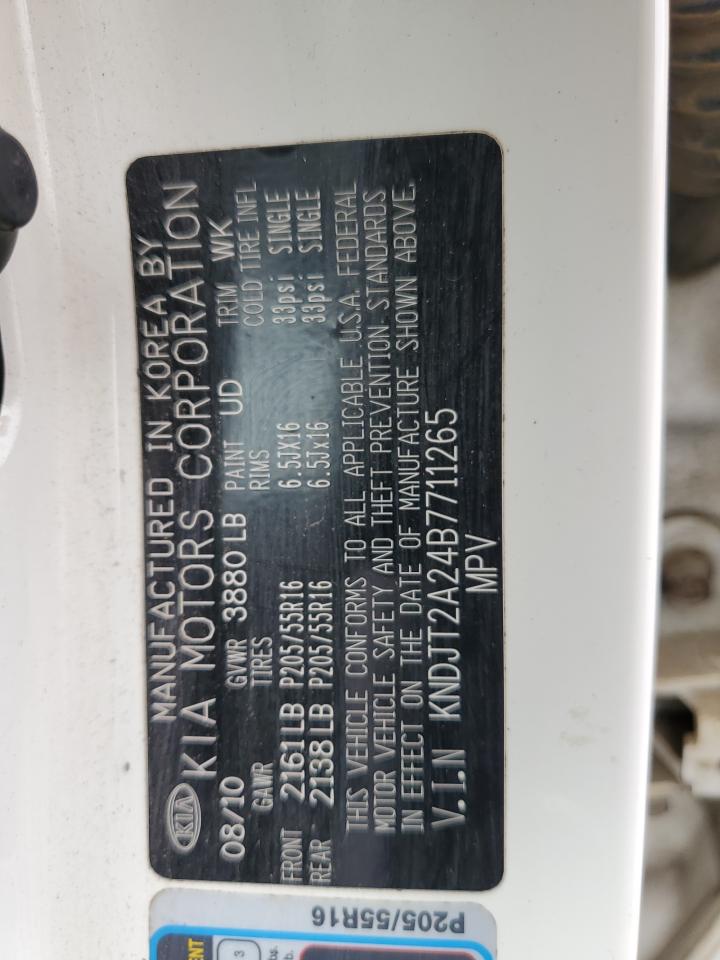 MANUFACTURED IN KOREA BY
KIA KIA MOTORS CORPORATION
08/10 GVWR 3880 LB PAINT UD TRIM WK
GAWR TIRES RIMS COLD TIRE INFL
FRONT 2161LB P205/55R16 6.5JX16 33psi SINGLE
REAR 2138LB P205/55R16 6.5Jx16 33psi SINGLE
THIS VEHICLE CONFORMS TO ALL APPLICABLE U.S.A. FEDERAL
MOTOR VEHICLE SAFETY AND THEFT PREVENTION STANDARDS
IN EFFECT ON THE DATE OF MANUFACTURE SHOWN ABOVE.
V.I.N KNDJT2A24B7711265
MPV
P205/55R16
3